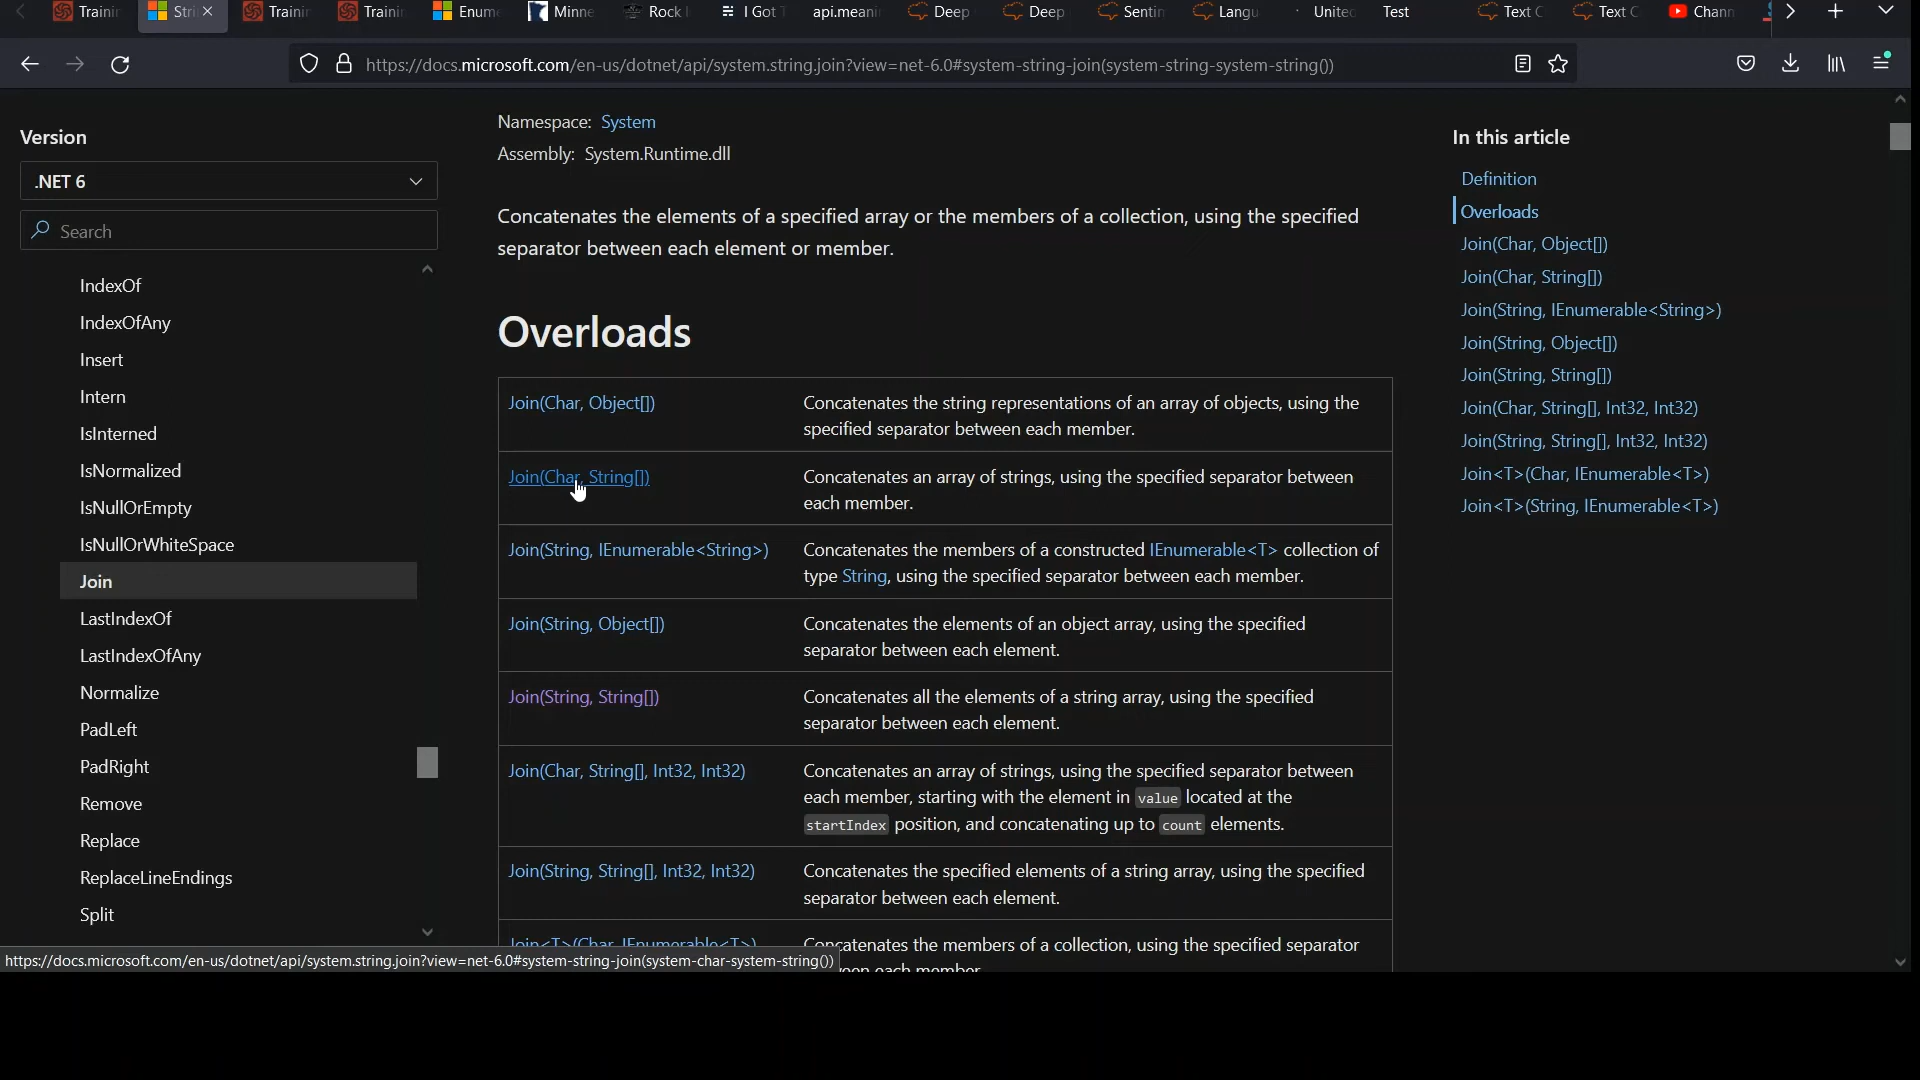 Trainin
Stri
Trainin
Trainin
Enume
Minne
Rock
I Got
api.meani
Deep
Deep
Sentin
Langu
United
Test
Text C
Text C
Chann
https://docs.microsoft.com/en-us/dotnet/api/system.string.join?view=net-6.0#system-string-join(system-string-system-string())
Version
.NET 6
Search
IndexOf
IndexOfAny
Insert
Intern
IsInterned
IsNormalized
IsNullOrEmpty
IsNullOrWhiteSpace
Join
LastIndexOf
LastIndexOfAny
Normalize
PadLeft
PadRight
Remove
Replace
ReplaceLineEndings
Split
Namespace: System
Assembly: System.Runtime.dll
Concatenates the elements of a specified array or the members of a collection, using the specified
separator between each element or member.
Overloads
Join(Char, Object[])
Concatenates the string representations of an array of objects, using the
specified separator between each member.
Join(Char, String[])
Concatenates an array of strings, using the specified separator between
each member.
Join(String, IEnumerable<String>)
Concatenates the members of a constructed IEnumerable<T> collection of
type String, using the specified separator between each member.
Join(String, Object[])
Concatenates the elements of an object array, using the specified
separator between each element.
Join(String, String[])
Concatenates all the elements of a string array, using the specified
separator between each element.
Join(Char, String[], Int32, Int32)
Concatenates an array of strings, using the specified separator between
each member, starting with the element in value located at the
startIndex position, and concatenating up to count elements.
Join(String, String[], Int32, Int32)
Concatenates the specified elements of a string array, using the specified
separator between each element.
Join<T>(Char, IEnumerable<T>)
Concatenates the members of a collection, using the specified separator
each member.
In this article
Definition
Overloads
Join(Char, Object[])
Join(Char, String[])
Join(String, IEnumerable<String>)
Join(String, Object[])
Join(String, String[])
Join(Char, String[], Int32, Int32)
Join(String, String[], Int32, Int32)
Join<T>(Char, IEnumerable<T>)
Join<T>(String, IEnumerable<T>)
https://docs.microsoft.com/en-us/dotnet/api/system.string.join?view=net-6.0#system-string-join(system-char-system-string())